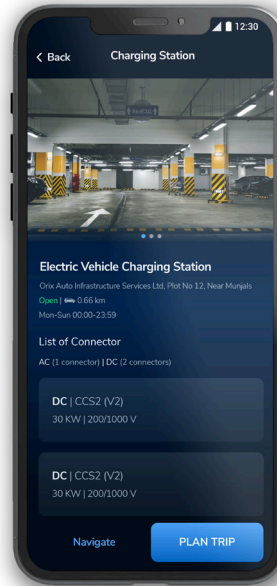 12:30
Back
Charging Station
Electric Vehicle Charging Station
Orix Auto Infrastructure Services Ltd, Plot No 12, Near Munjals
Open | 0.66 km
Mon-Sun 00:00-23:59
List of Connector
AC (1 connector) | DC (2 connectors)
DC | CCS2 (V2)
30 KW | 200/1000 V
DC | CCS2 (V2)
30 KW | 200/1000 V
Navigate
PLAN TRIP